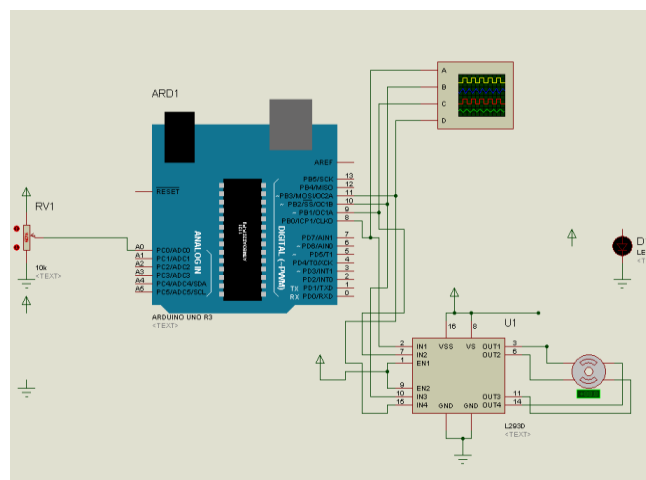 A
B
C
D
ARD1
AREF
PB5/SCK 13
PB4/MISO 12
RESET
PB3/MOSI/OC2A 11
PB2/SS/OC1B 10
PB1/OC1A 9
PB0/ICP1/CLKO 8
RV1
10k
<TEXT>
ANALOG IN
DIGITAL (~PWM)
PD7/AIN1 7
PD6/AIN0 6
PD5/T1 5
PD4/T0/XCK 4
PD3/INT1 3
PD2/INT0 2
TX PD1/TXD 1
RX PD0/RXD 0
A0 PC0/ADC0
A1 PC1/ADC1
A2 PC2/ADC2
A3 PC3/ADC3
A4 PC4/ADC4/SDA
A5 PC5/ADC5/SCL
ARDUINO UNO R3
<TEXT>
D
LE
<T
U1
16 8
2 IN1 VSS VS OUT1 3
7 IN2 OUT2 6
1 EN1
9 EN2
10 IN3 OUT3 11
15 IN4 GND GND OUT4 14
L293D
<TEXT>